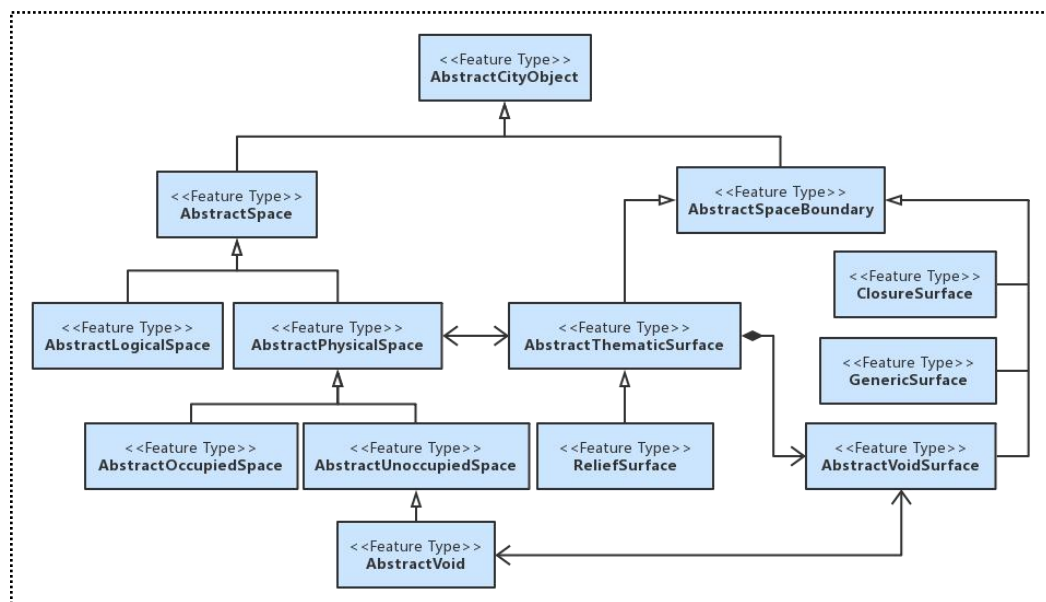 <<Feature Type>>
AbstractCityObject
<<Feature Type>>
AbstractSpace
<<Feature Type>>
AbstractSpaceBoundary
<<Feature Type>>
ClosureSurface
<<Feature Type>>
AbstractLogicalSpace
<<Feature Type>>
AbstractPhysicalSpace
<<Feature Type>>
AbstractThematicSurface
<<Feature Type>>
GenericSurface
<<Feature Type>>
AbstractOccupiedSpace
<<Feature Type>>
AbstractUnoccupiedSpace
<<Feature Type>>
ReliefSurface
<<Feature Type>>
AbstractVoidSurface
<<Feature Type>>
AbstractVoid